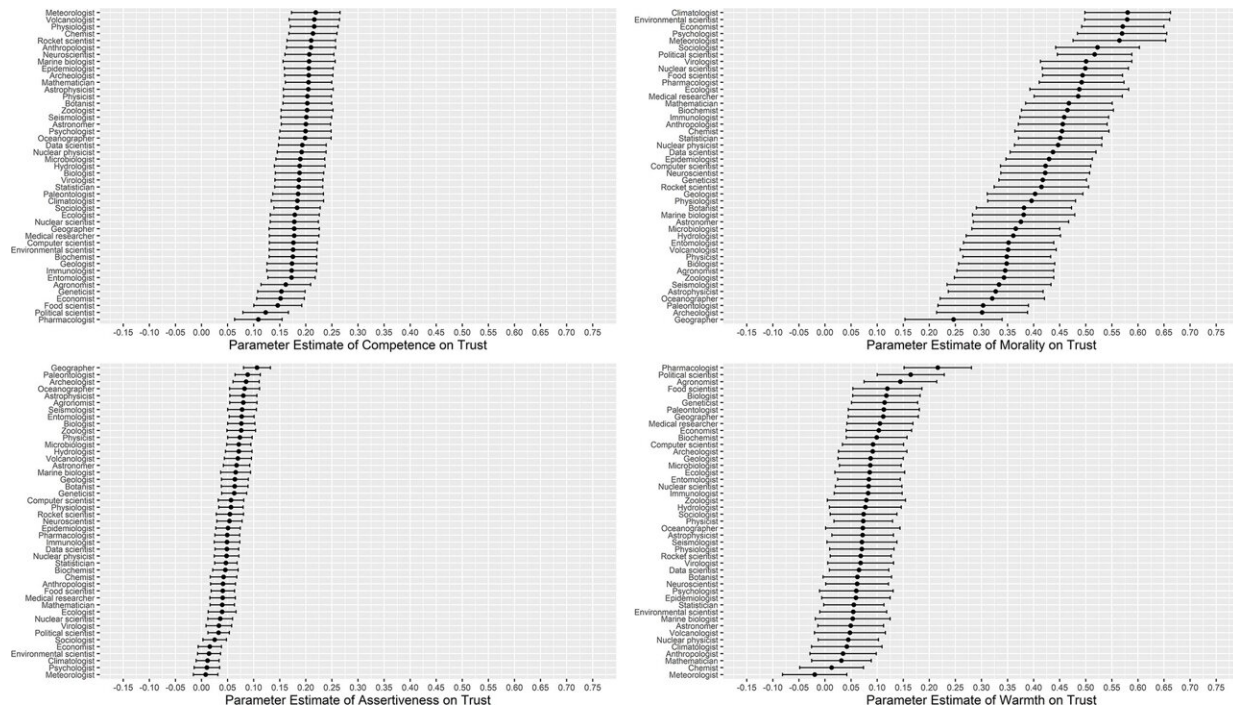 Meteorologist
Volcanologist
Physiologist
Chemist
Rocket scientist
Anthropologist
Neuroscientist
Marine biologist
Epidemiologist
Archeologist
Mathematician
Astrophysicist
Physicist
Botanist
Zoologist
Seismologist
Astronomer
Psychologist
Oceanographer
Data scientist
Nuclear physicist
Microbiologist
Hydrologist
Biologist
Virologist
Statistician
Paleontologist
Climatologist
Sociologist
Ecologist
Nuclear scientist
Geographer
Medical researcher
Computer scientist
Environmental scientist
Biochemist
Geologist
Immunologist
Entomologist
Agronomist
Geneticist
Economist
Food scientist
Political scientist
Pharmacologist
-0.15 -0.10 -0.05 0.00 0.05 0.10 0.15 0.20 0.25 0.30 0.35 0.40 0.45 0.50 0.55 0.60 0.65 0.70 0.75
Parameter Estimate of Competence on Trust
Climatologist
Environmental scientist
Economist
Psychologist
Meteorologist
Sociologist
Political scientist
Virologist
Nuclear scientist
Food scientist
Pharmacologist
Ecologist
Medical researcher
Mathematician
Biochemist
Immunologist
Anthropologist
Chemist
Statistician
Nuclear physicist
Data scientist
Epidemiologist
Computer scientist
Neuroscientist
Geneticist
Rocket scientist
Geologist
Physiologist
Botanist
Marine biologist
Astronomer
Microbiologist
Hydrologist
Entomologist
Volcanologist
Physicist
Biologist
Agronomist
Zoologist
Seismologist
Astrophysicist
Oceanographer
Paleontologist
Archeologist
Geographer
-0.15 -0.10 -0.05 0.00 0.05 0.10 0.15 0.20 0.25 0.30 0.35 0.40 0.45 0.50 0.55 0.60 0.65 0.70 0.75
Parameter Estimate of Morality on Trust
Geographer
Paleontologist
Archeologist
Oceanographer
Astrophysicist
Agronomist
Seismologist
Entomologist
Biologist
Zoologist
Physicist
Microbiologist
Hydrologist
Volcanologist
Astronomer
Marine biologist
Geologist
Botanist
Geneticist
Computer scientist
Physiologist
Rocket scientist
Neuroscientist
Epidemiologist
Pharmacologist
Immunologist
Data scientist
Nuclear physicist
Statistician
Biochemist
Chemist
Anthropologist
Food scientist
Medical researcher
Mathematician
Ecologist
Nuclear scientist
Virologist
Political scientist
Sociologist
Economist
Environmental scientist
Climatologist
Psychologist
Meteorologist
-0.15 -0.10 -0.05 0.00 0.05 0.10 0.15 0.20 0.25 0.30 0.35 0.40 0.45 0.50 0.55 0.60 0.65 0.70 0.75
Parameter Estimate of Assertiveness on Trust
Pharmacologist
Political scientist
Agronomist
Food scientist
Biologist
Geneticist
Paleontologist
Geographer
Medical researcher
Economist
Biochemist
Computer scientist
Archeologist
Geologist
Microbiologist
Ecologist
Entomologist
Nuclear scientist
Immunologist
Zoologist
Hydrologist
Sociologist
Physicist
Oceanographer
Astrophysicist
Seismologist
Physiologist
Rocket scientist
Virologist
Data scientist
Botanist
Neuroscientist
Psychologist
Epidemiologist
Statistician
Environmental scientist
Marine biologist
Astronomer
Volcanologist
Nuclear physicist
Climatologist
Anthropologist
Mathematician
Chemist
Meteorologist
-0.15 -0.10 -0.05 0.00 0.05 0.10 0.15 0.20 0.25 0.30 0.35 0.40 0.45 0.50 0.55 0.60 0.65 0.70 0.75
Parameter Estimate of Warmth on Trust